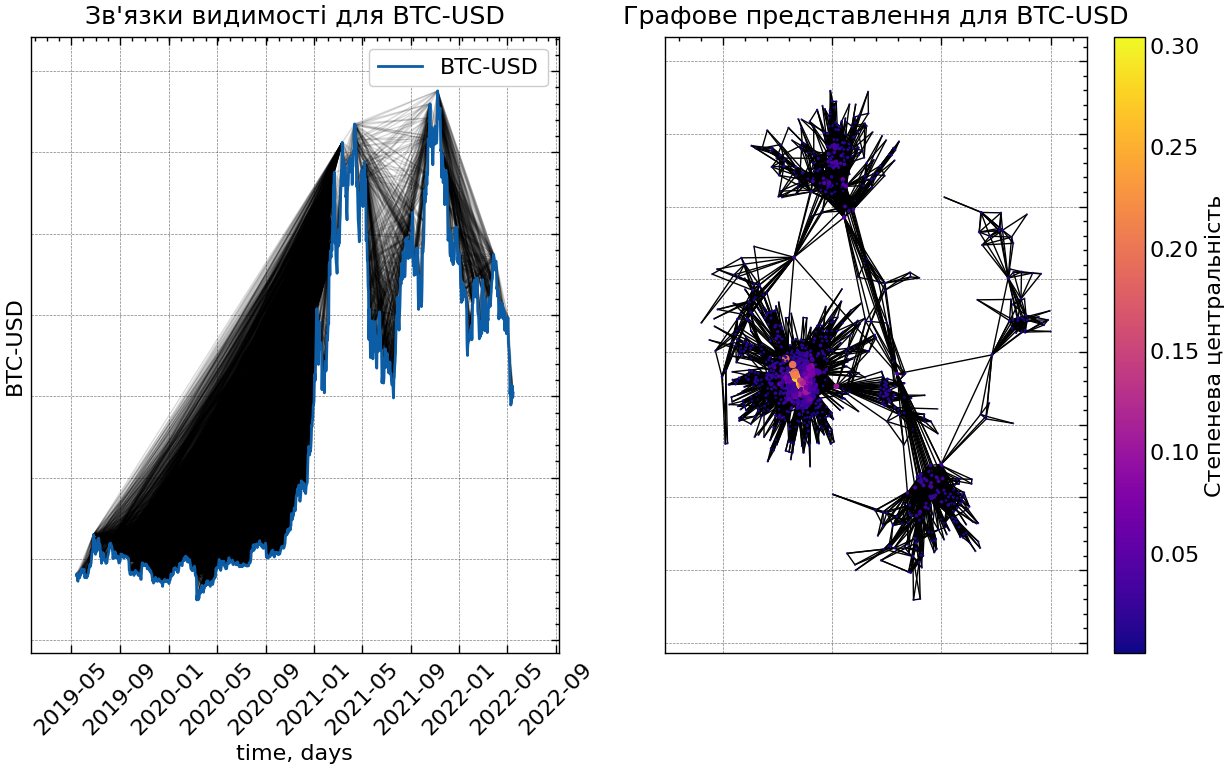 Зв'язки видимості для BTC-USD
BTC-USD
BTC-USD
2019-05
2019-09
2020-01
2020-05
2020-09
2021-01
2021-05
2021-09
2022-01
2022-05
2022-09
time, days
Графове представлення для BTC-USD
0.30
0.25
0.20
0.15
0.10
0.05
Степенева центральність